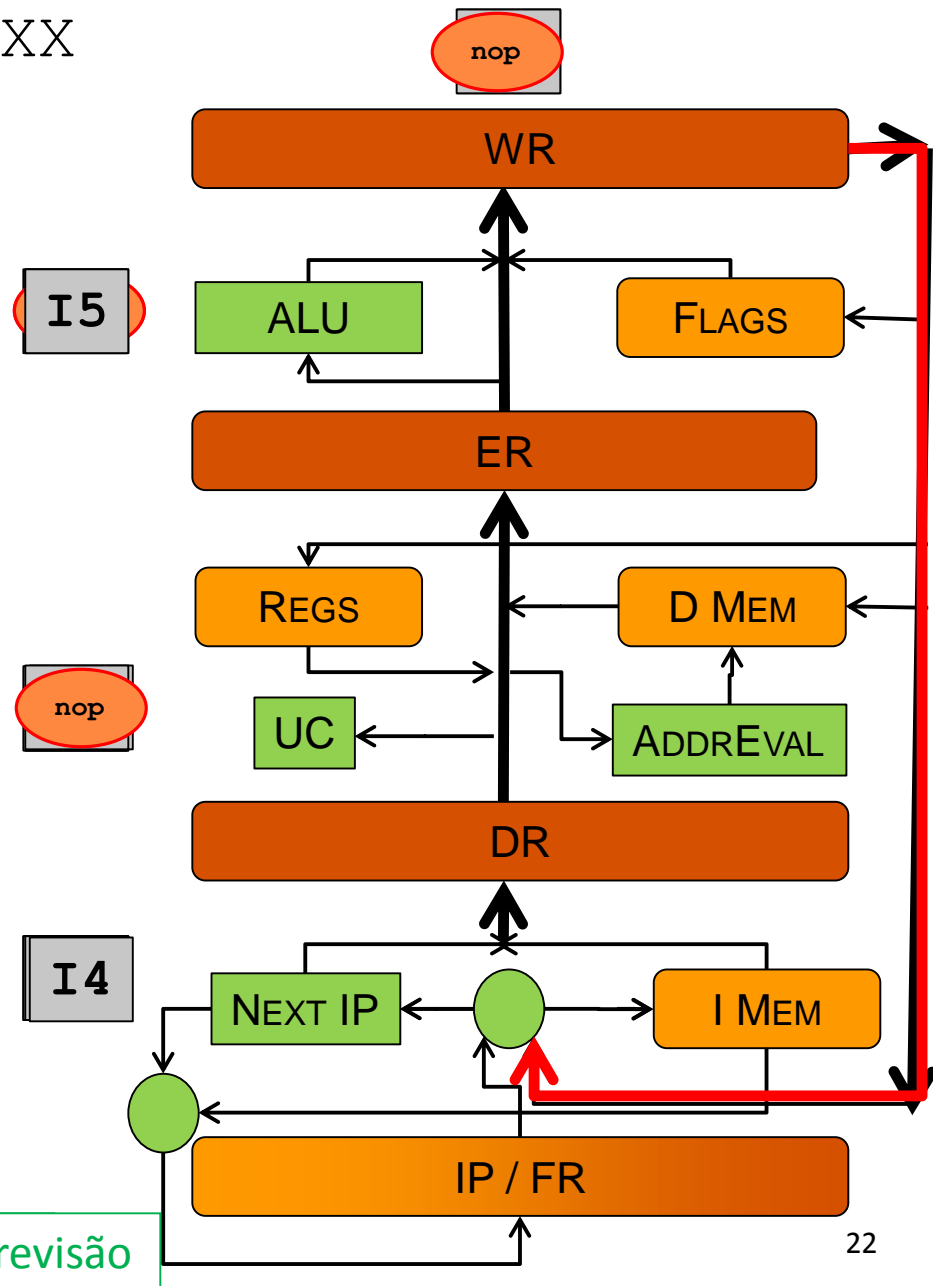 XX
nop
WR
I5
ALU
FLAGS
ER
REGS
D MEM
nop
UC
ADDREVAL
DR
I4
NEXT IP
I MEM
IP / FR
revisão
22